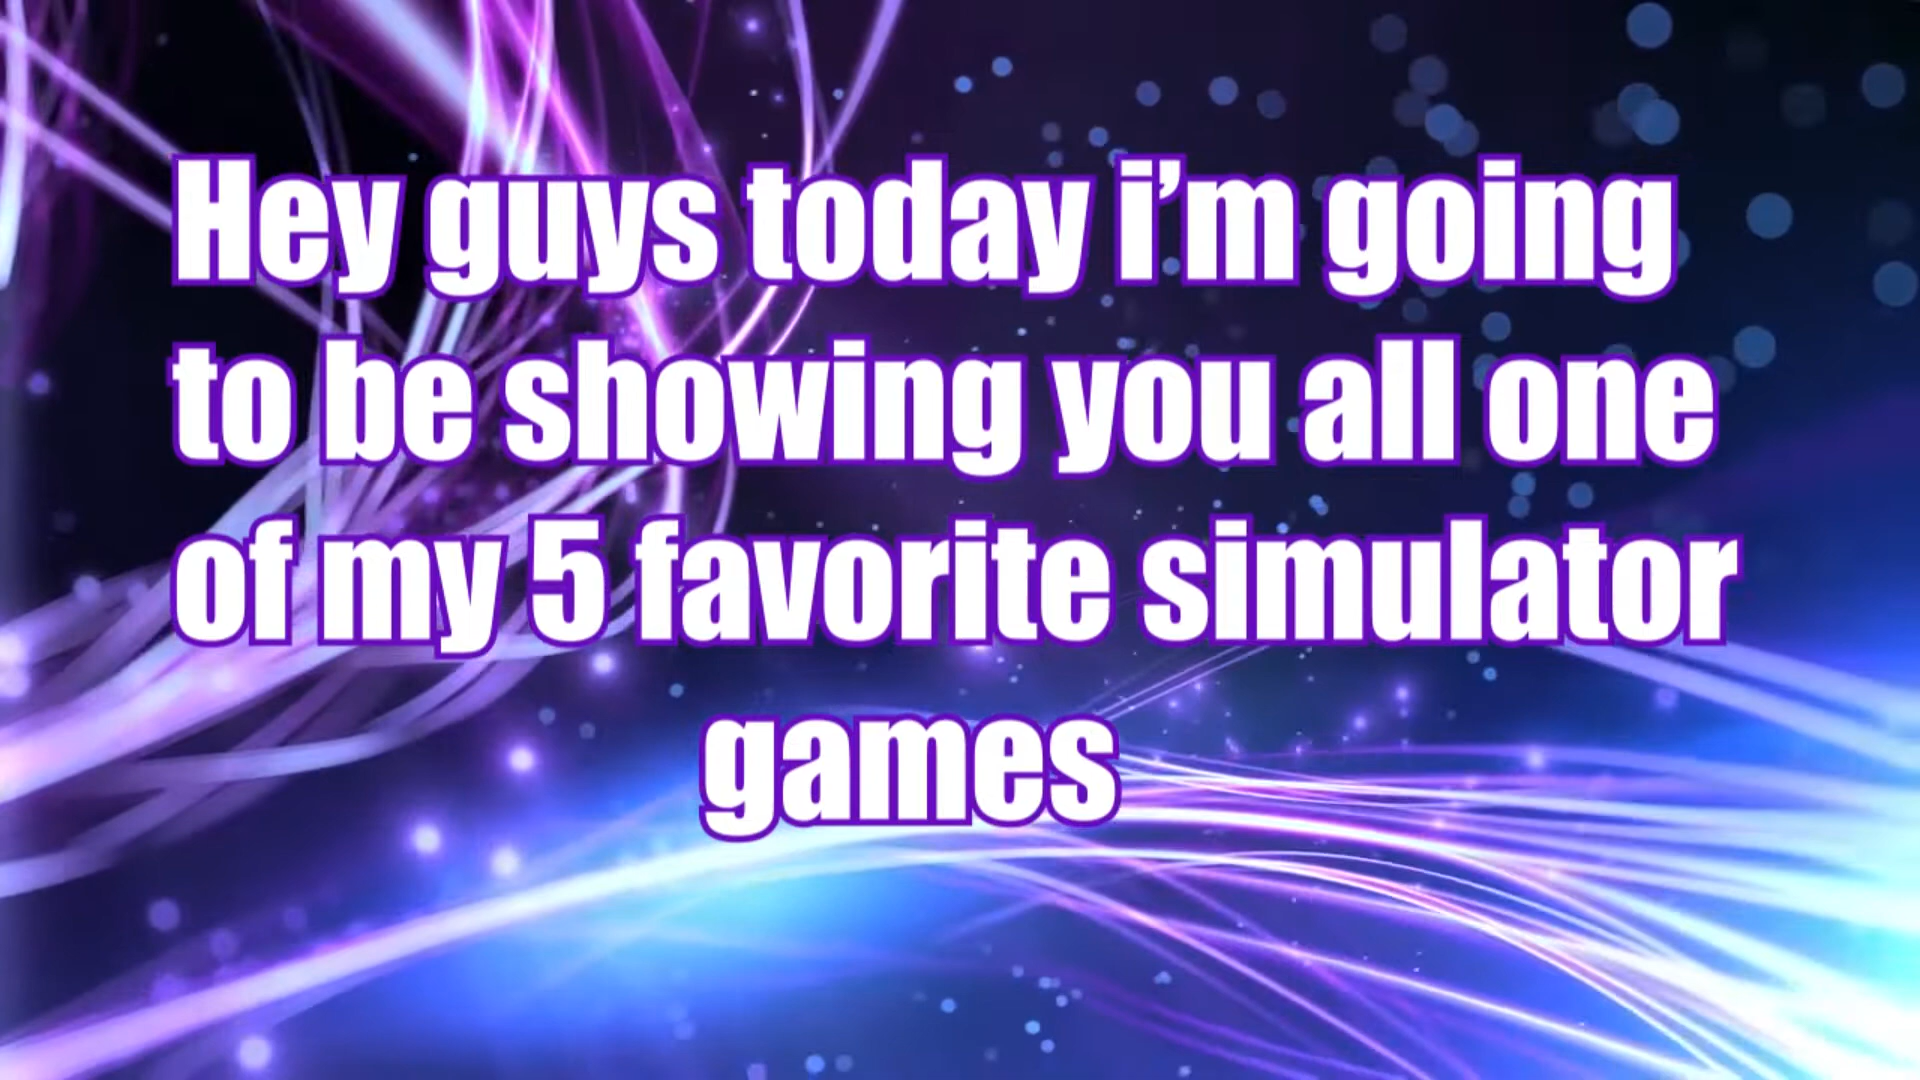 Hey guys today i’m going
to be showing you all one
of my 5 favorite simulator
games